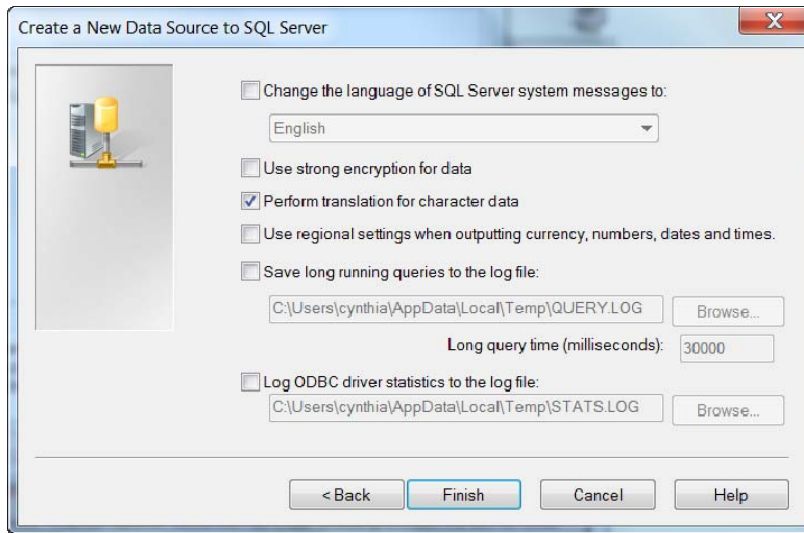 Create a New Data Source to SQL Server
Change the language of SQL Server system messages to:
English
Use strong encryption for data
Perform translation for character data
Use regional settings when outputting currency, numbers, dates and times.
Save long running queries to the log file:
C:\Users\cynthia\AppData\Local\Temp\QUERY.LOG Browse...
Long query time (milliseconds): 30000
Log ODBC driver statistics to the log file:
C:\Users\cynthia\AppData\Local\Temp\STATS.LOG Browse...
< Back Finish Cancel Help